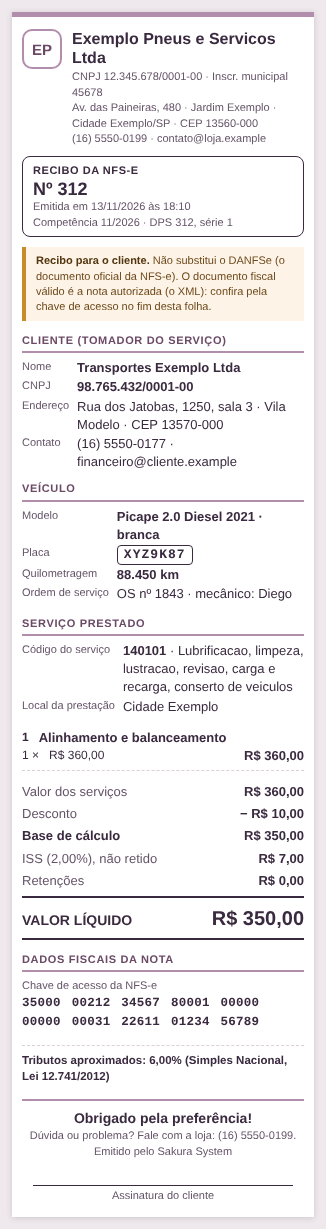 EP
Exemplo Pneus e Servicos
Ltda
CNPJ 12.345.678/0001-00 · Inscr. municipal
45678
Av. das Paineiras, 480 · Jardim Exemplo ·
Cidade Exemplo/SP · CEP 13560-000
(16) 5550-0199 · contato@loja.example
RECIBO DA NFS-E
Nº 312
Emitida em 13/11/2026 às 18:10
Competência 11/2026 · DPS 312, série 1
Recibo para o cliente. Não substitui o DANFSe (o
documento oficial da NFS-e). O documento fiscal
válido é a nota autorizada (o XML): confira pela
chave de acesso no fim desta folha.
CLIENTE (TOMADOR DO SERVIÇO)
Nome Transportes Exemplo Ltda
CNPJ 98.765.432/0001-00
Endereço Rua dos Jatobas, 1250, sala 3 · Vila
Modelo · CEP 13570-000
Contato (16) 5550-0177 ·
financeiro@cliente.example
VEÍCULO
Modelo Picape 2.0 Diesel 2021 ·
branca
Placa XYZ9K87
Quilometragem 88.450 km
Ordem de serviço OS nº 1843 · mecânico: Diego
SERVIÇO PRESTADO
Código do serviço 140101 · Lubrificacao, limpeza,
lustracao, revisao, carga e
recarga, conserto de veiculos
Local da prestação Cidade Exemplo
1 Alinhamento e balanceamento
1 × R$ 360,00 R$ 360,00
Valor dos serviços R$ 360,00
Desconto − R$ 10,00
Base de cálculo R$ 350,00
ISS (2,00%), não retido R$ 7,00
Retenções R$ 0,00
VALOR LÍQUIDO R$ 350,00
DADOS FISCAIS DA NOTA
Chave de acesso da NFS-e
35000 00212 34567 80001 00000
00000 00031 22611 01234 56789
Tributos aproximados: 6,00% (Simples Nacional,
Lei 12.741/2012)
Obrigado pela preferência!
Dúvida ou problema? Fale com a loja: (16) 5550-0199.
Emitido pelo Sakura System
Assinatura do cliente